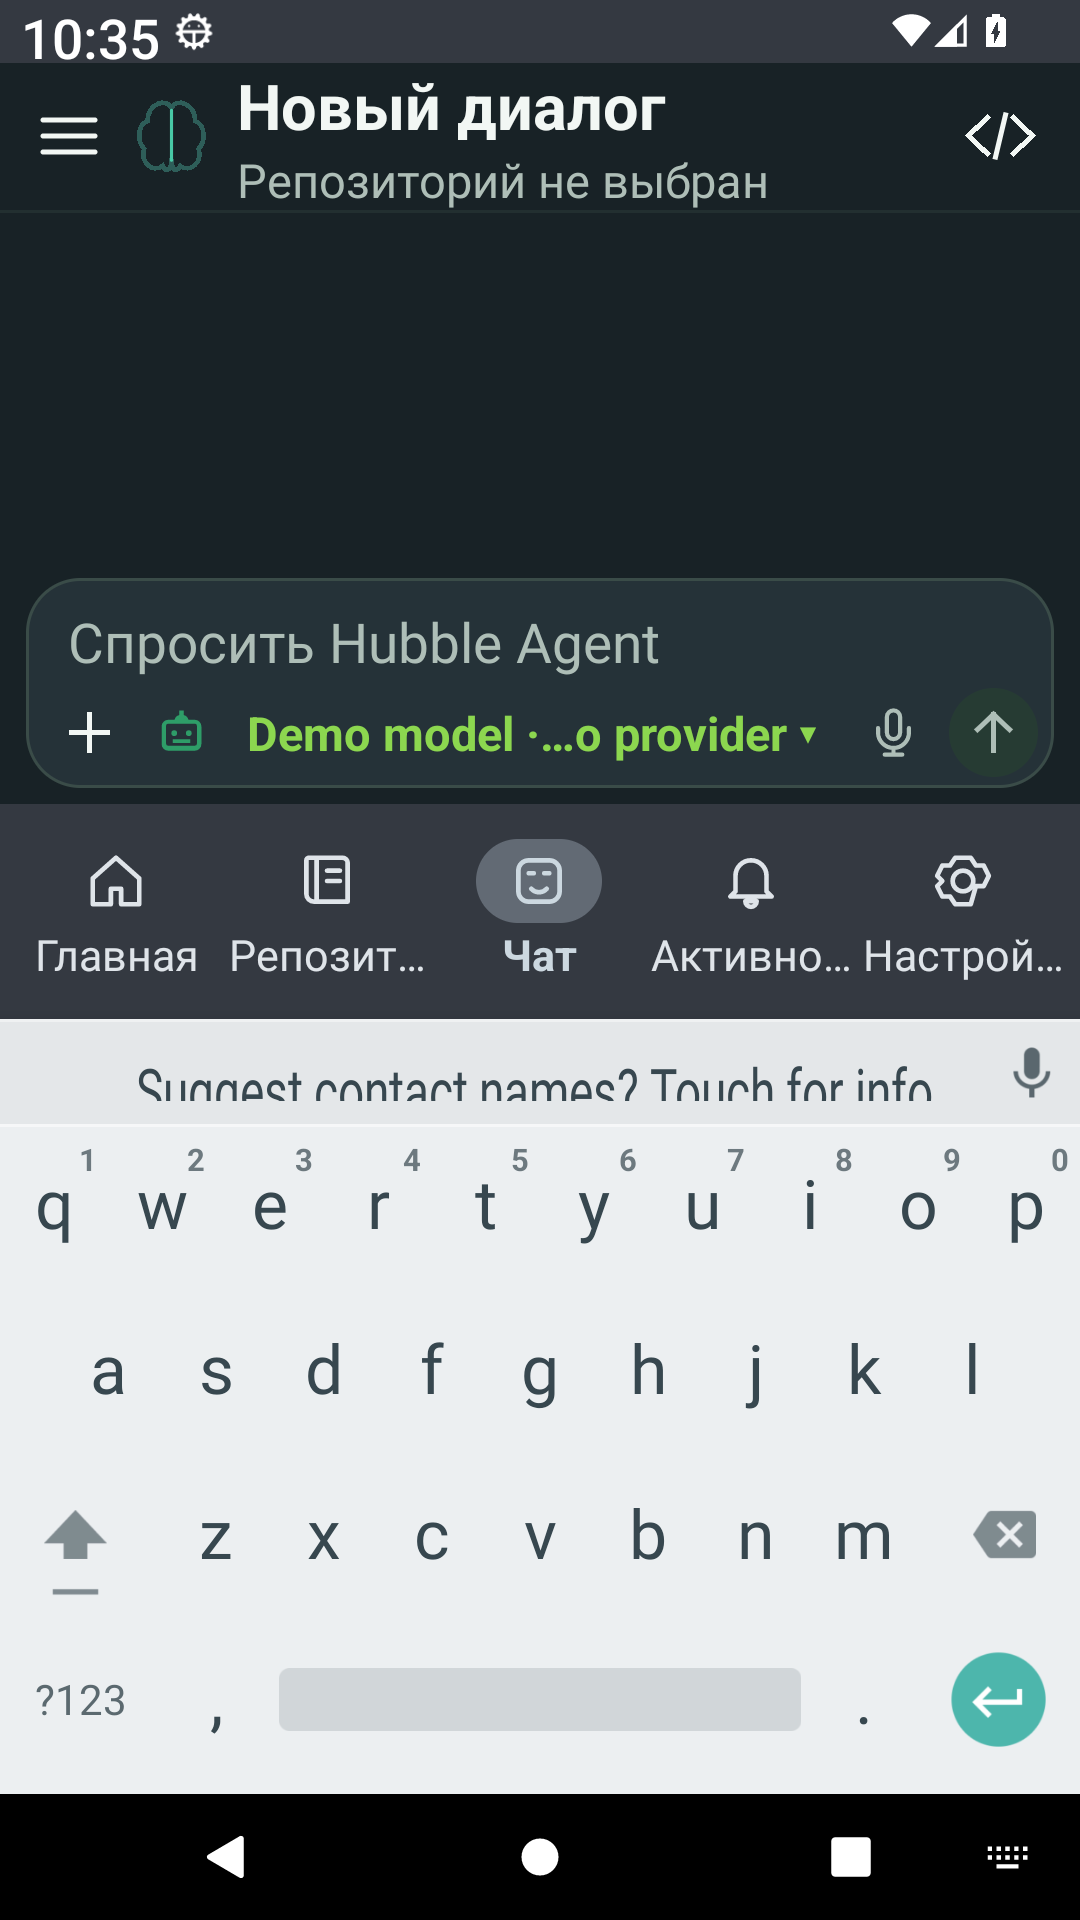 10:35
Новый диалог
Репозиторий не выбран
Спросить Hubble Agent
Demo model ·…o provider ▾
Главная Репозит… Чат Активно… Настрой…
Suggest contact names? Touch for info
1 2 3 4 5 6 7 8 9 0
q w e r t y u i o p
a s d f g h j k l
z x c v b n m
?123 , .